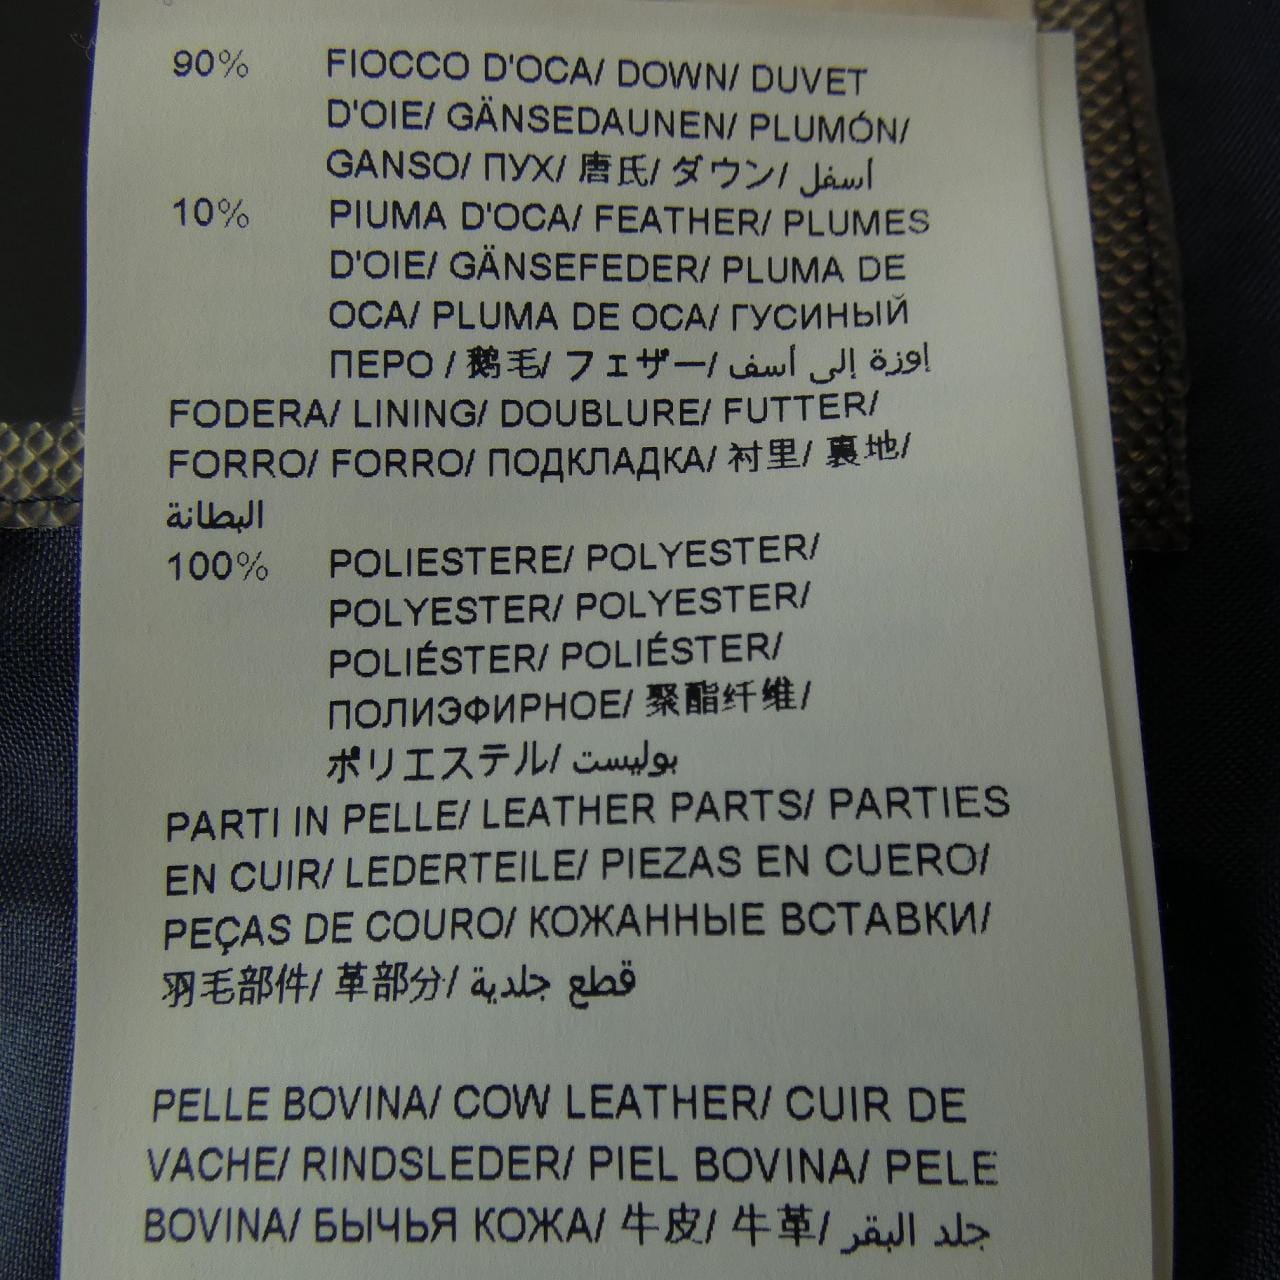 90% FIOCCO D'OCA/ DOWN/ DUVET
D'OIE/ GÄNSEDAUNEN/ PLUMÓN/
GANSO/ ПУХ/ 唐氏/ ダウン/ أسفل
10% PIUMA D'OCA/ FEATHER/ PLUMES
D'OIE/ GÄNSEFEDER/ PLUMA DE
OCA/ PLUMA DE OCA/ ГУСИНЫЙ
ПЕРО / 鹅毛/ フェザー/ إوزة إلى أسف
FODERA/ LINING/ DOUBLURE/ FUTTER/
FORRO/ FORRO/ ПОДКЛАДКА/ 衬里/ 裏地/
البطانة
100% POLIESTERE/ POLYESTER/
POLYESTER/ POLYESTER/
POLIÉSTER/ POLIÉSTER/
ПОЛИЭФИРНОЕ/ 聚酯纤维/
ポリエステル/ بوليست
PARTI IN PELLE/ LEATHER PARTS/ PARTIES
EN CUIR/ LEDERTEILE/ PIEZAS EN CUERO/
PEÇAS DE COURO/ КОЖАННЫЕ ВСТАВКИ/
羽毛部件/ 革部分/ قطع جلدية
PELLE BOVINA/ COW LEATHER/ CUIR DE
VACHE/ RINDSLEDER/ PIEL BOVINA/ PELE
BOVINA/ БЫЧЬЯ КОЖА/ 牛皮/ 牛革/ جلد البقر